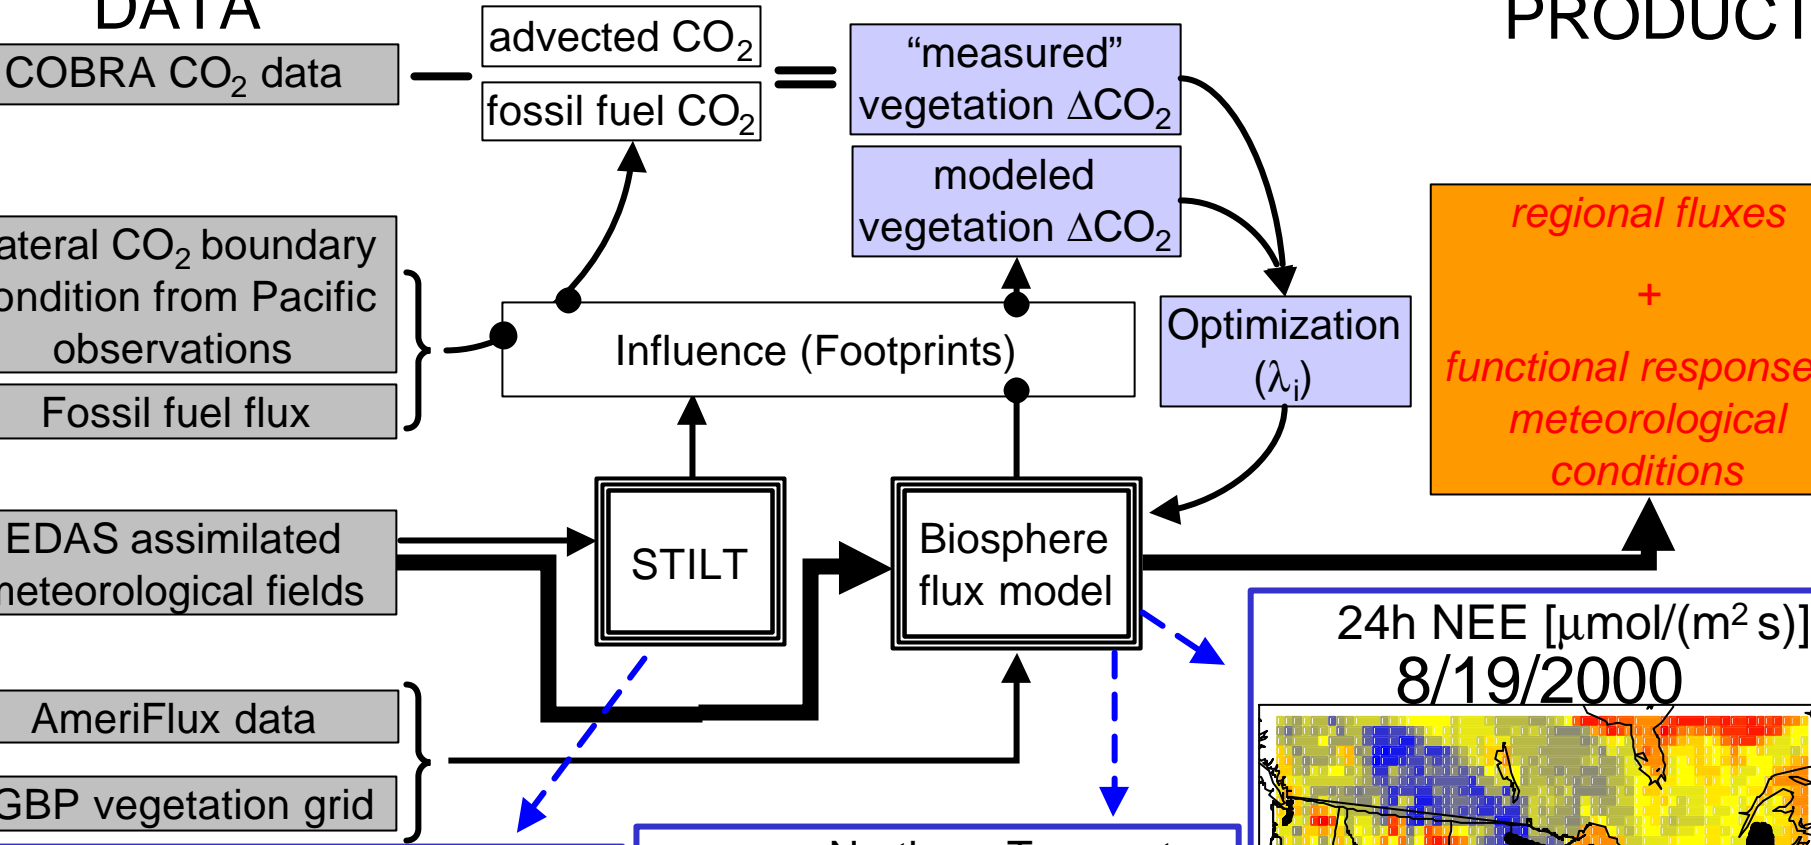 DATA
PRODUCT
COBRA CO2 data
advected CO2
fossil fuel CO2
“measured”
vegetation ΔCO2
modeled
vegetation ΔCO2
ateral CO2 boundary
ondition from Pacific
observations
Fossil fuel flux
Influence (Footprints)
Optimization
(λi)
regional fluxes
+
functional response
meteorological
conditions
EDAS assimilated
meteorological fields
STILT
Biosphere
flux model
AmeriFlux data
GBP vegetation grid
24h NEE [μmol/(m2 s)]
8/19/2000